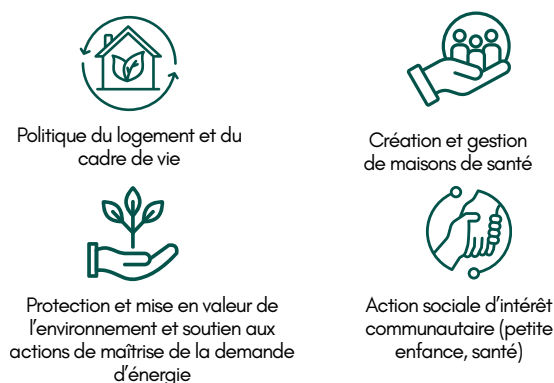 Politique du logement et du
cadre de vie
Création et gestion
de maisons de santé
Protection et mise en valeur de
l'environnement et soutien aux
actions de maîtrise de la demande
d'énergie
Action sociale d'intérêt
communautaire (petite
enfance, santé)